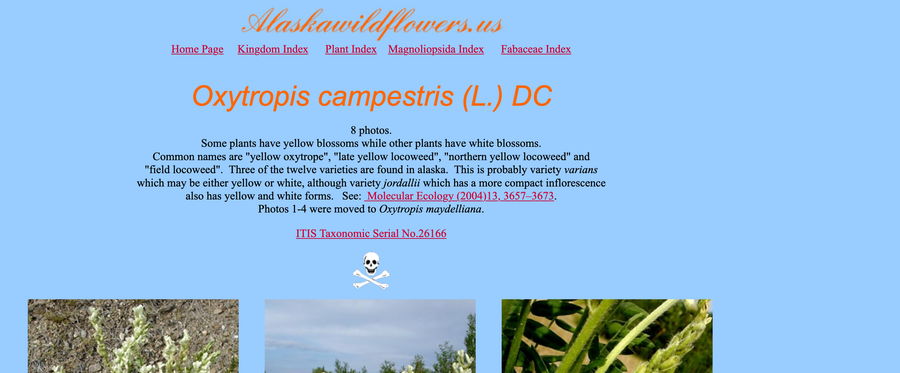 Alaskawildflowers.us
Home Page Kingdom Index Plant Index Magnoliopsida Index Fabaceae Index
Oxytropis campestris (L.) DC
8 photos.
Some plants have yellow blossoms while other plants have white blossoms.
Common names are "yellow oxytrope", "late yellow locoweed", "northern yellow locoweed" and
"field locoweed". Three of the twelve varieties are found in alaska. This is probably variety varians
which may be either yellow or white, although variety jordallii which has a more compact inflorescence
also has yellow and white forms. See: Molecular Ecology (2004)13, 3657–3673.
Photos 1-4 were moved to Oxytropis maydelliana.
ITIS Taxonomic Serial No.26166